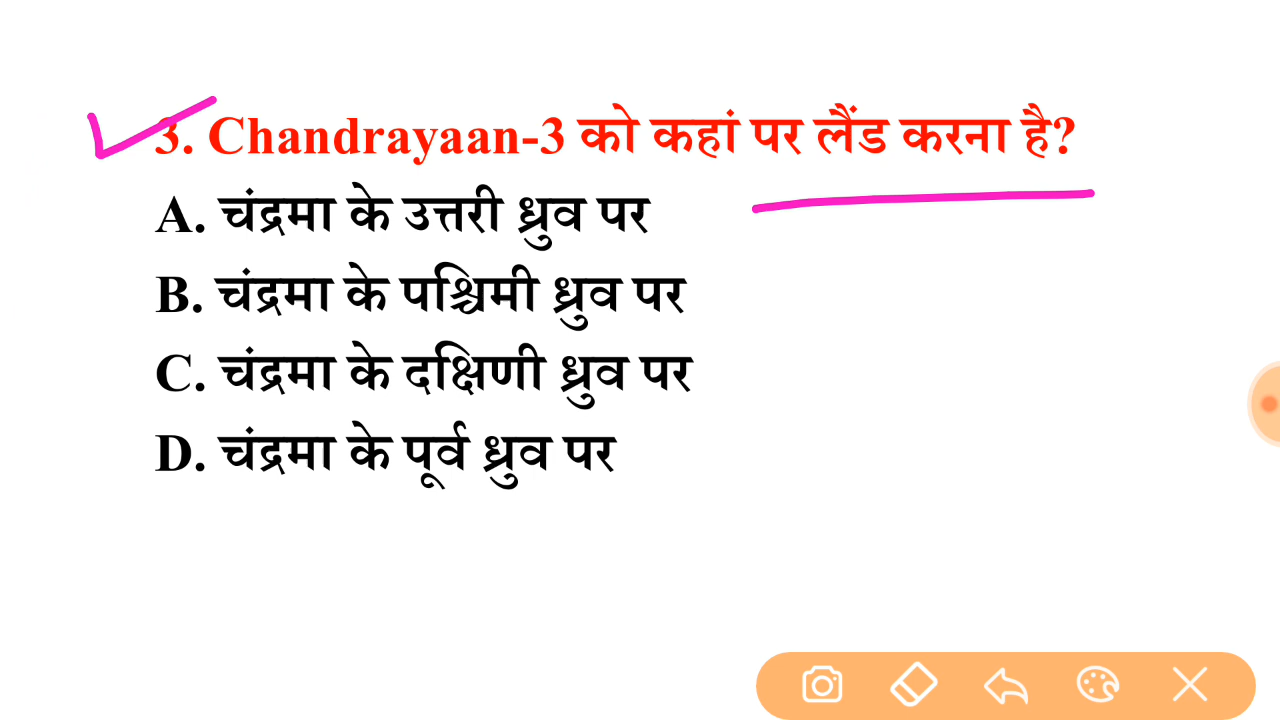 3. Chandrayaan-3 को कहां पर लैंड करना है?
A. चंद्रमा के उत्तरी ध्रुव पर
B. चंद्रमा के पश्चिमी ध्रुव पर
C. चंद्रमा के दक्षिणी ध्रुव पर
D. चंद्रमा के पूर्व ध्रुव पर